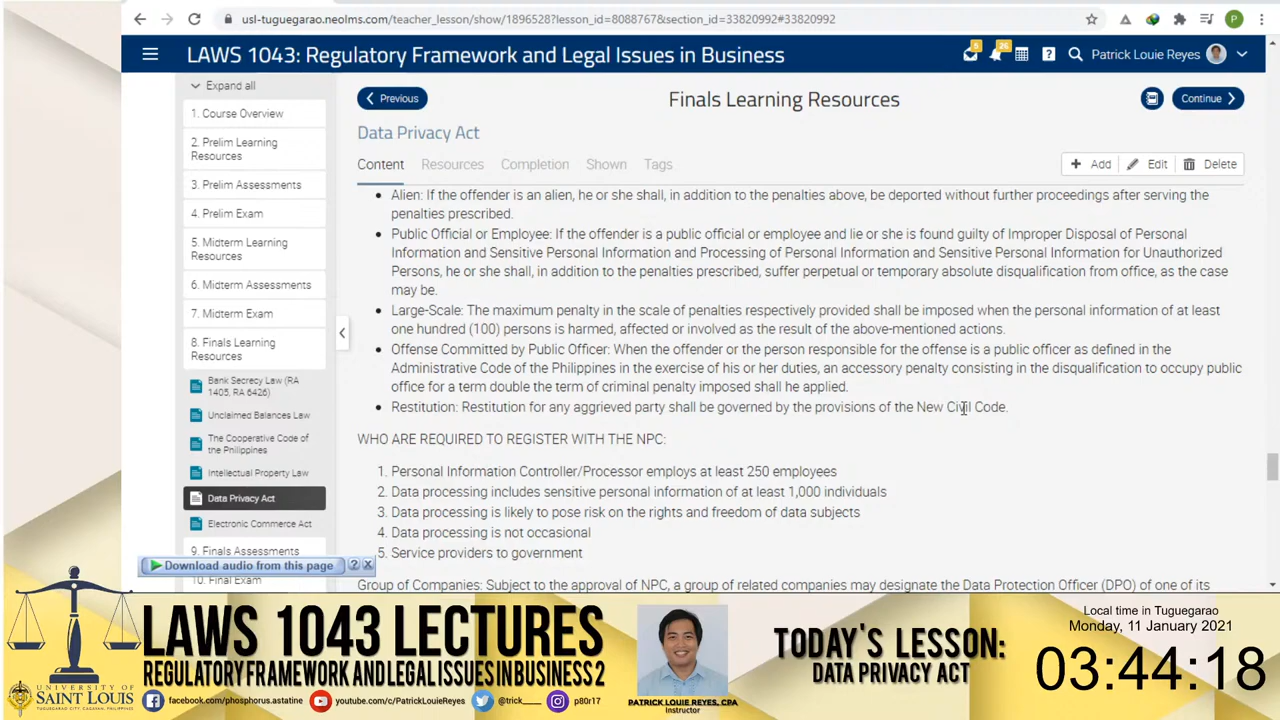 usl-tuguegarao.neolms.com/teacher_lesson/show/1896528?lesson_id=8088767&section_id=33820992#33820992
P
LAWS 1043: Regulatory Framework and Legal Issues in Business
Patrick Louie Reyes
Expand all
1. Course Overview
2. Prelim Learning
Resources
3. Prelim Assessments
4. Prelim Exam
5. Midterm Learning
Resources
6. Midterm Assessments
7. Midterm Exam
8. Finals Learning
Resources
Bank Secrecy Law (RA
1405, RA 6426)
Unclaimed Balances Law
The Cooperative Code of
the Philippines
Intellectual Property Law
Data Privacy Act
Electronic Commerce Act
9. Finals Assessments
10. Final Exam
Download audio from this page
Previous
Finals Learning Resources
Continue
Data Privacy Act
Content Resources Completion Shown Tags
Add Edit Delete
Alien: If the offender is an alien, he or she shall, in addition to the penalties above, be deported without further proceedings after serving the
penalties prescribed.
Public Official or Employee: If the offender is a public official or employee and lie or she is found guilty of Improper Disposal of Personal
Information and Sensitive Personal Information and Processing of Personal Information and Sensitive Personal Information for Unauthorized
Persons, he or she shall, in addition to the penalties prescribed, suffer perpetual or temporary absolute disqualification from office, as the case
may be.
Large-Scale: The maximum penalty in the scale of penalties respectively provided shall be imposed when the personal information of at least
one hundred (100) persons is harmed, affected or involved as the result of the above-mentioned actions.
Offense Committed by Public Officer: When the offender or the person responsible for the offense is a public officer as defined in the
Administrative Code of the Philippines in the exercise of his or her duties, an accessory penalty consisting in the disqualification to occupy public
office for a term double the term of criminal penalty imposed shall he applied.
Restitution: Restitution for any aggrieved party shall be governed by the provisions of the New Civil Code.
WHO ARE REQUIRED TO REGISTER WITH THE NPC:
1. Personal Information Controller/Processor employs at least 250 employees
2. Data processing includes sensitive personal information of at least 1,000 individuals
3. Data processing is likely to pose risk on the rights and freedom of data subjects
4. Data processing is not occasional
5. Service providers to government
Group of Companies: Subject to the approval of NPC, a group of related companies may designate the Data Protection Officer (DPO) of one of its
UNIVERSITY OF
SAINT LOUIS
TUGUEGARAO CITY, CAGAYAN, PHILIPPINES
LAWS 1043 LECTURES
REGULATORY FRAMEWORK AND LEGAL ISSUES IN BUSINESS 2
facebook.com/phosphorus.astatine
youtube.com/c/PatrickLouieReyes
@trick____
p80r17
PATRICK LOUIE REYES, CPA
Instructor
TODAY'S LESSON:
DATA PRIVACY ACT
Local time in Tuguegarao
Monday, 11 January 2021
03:44:18